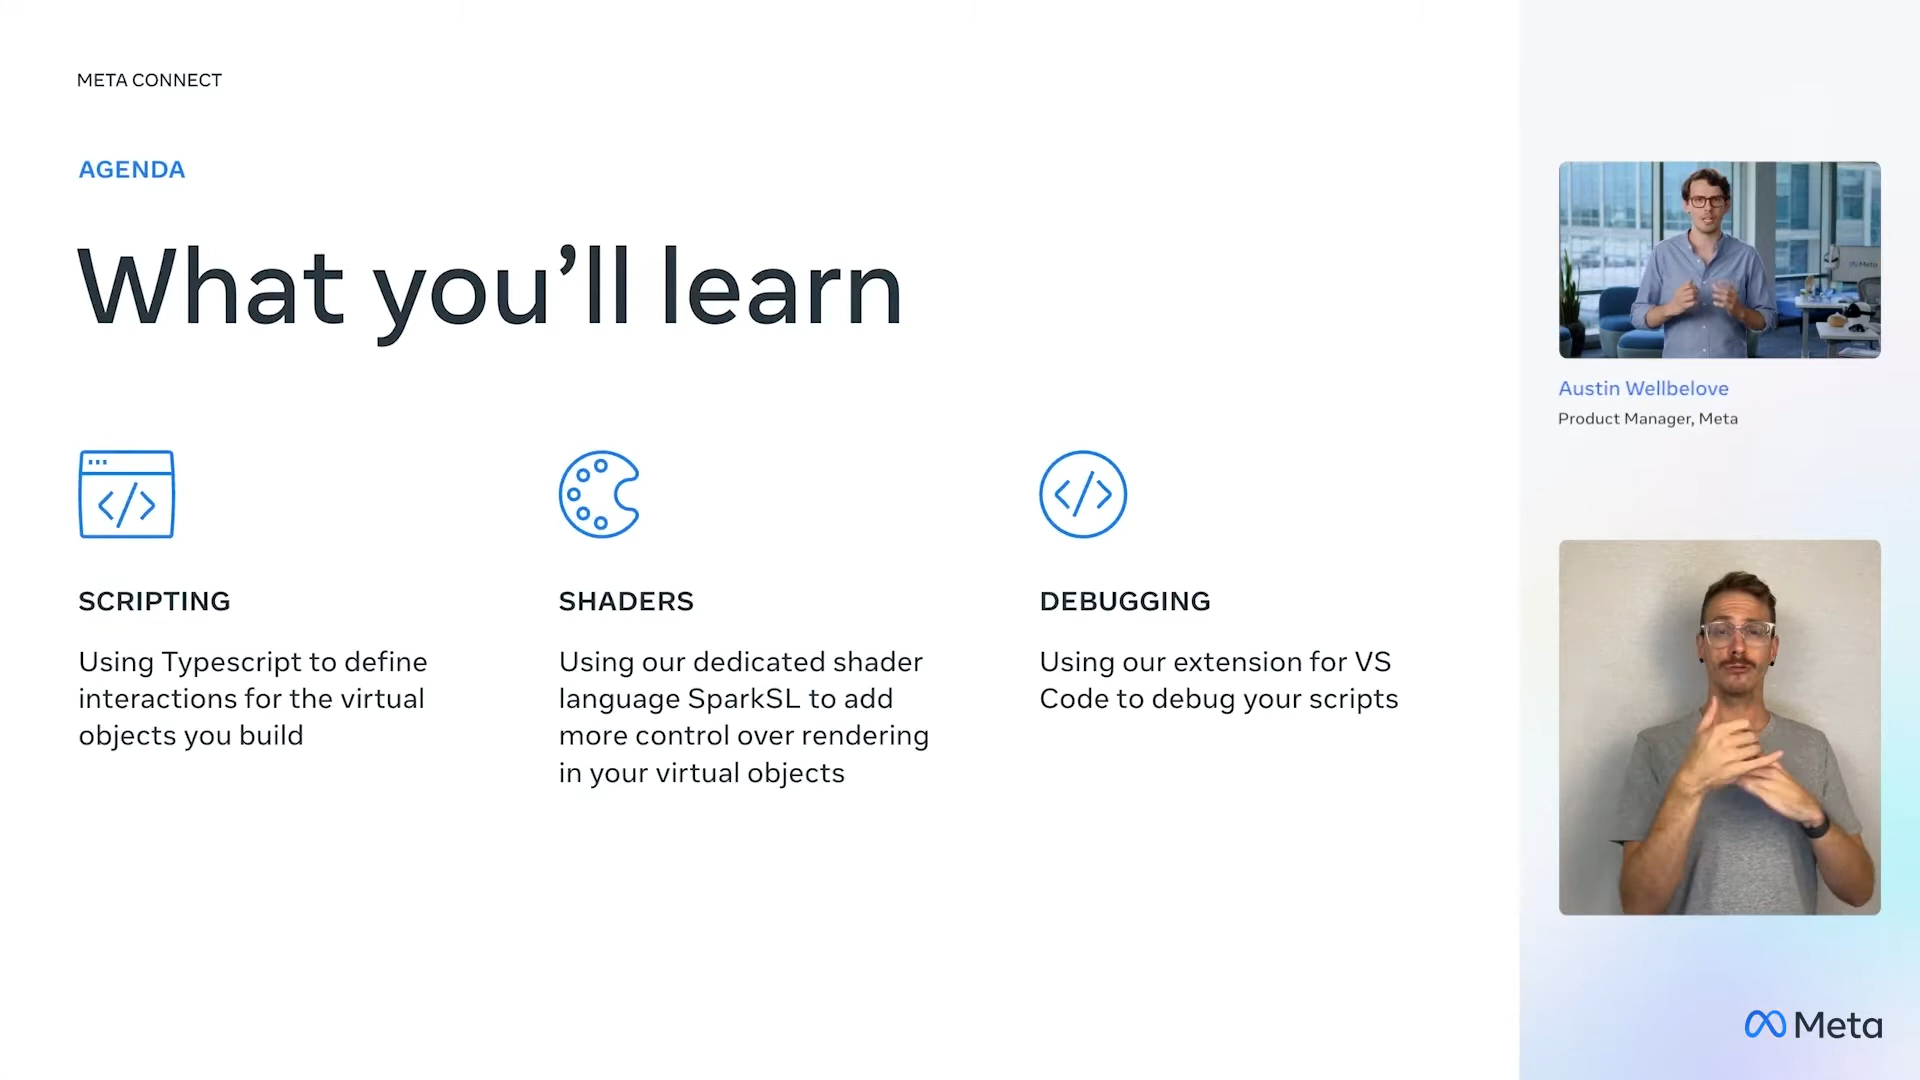 META CONNECT
AGENDA
What you’ll learn
SCRIPTING
Using Typescript to define
interactions for the virtual
objects you build
SHADERS
Using our dedicated shader
language SparkSL to add
more control over rendering
in your virtual objects
DEBUGGING
Using our extension for VS
Code to debug your scripts
Meta
Austin Wellbelove
Product Manager, Meta
Meta